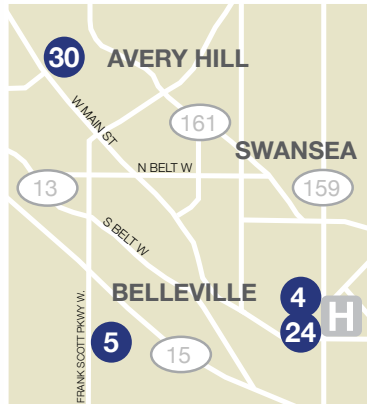 30
AVERY HILL
W MAIN ST
161
SWANSEA
N BELT W
13
159
S BELT W
BELLEVILLE
4
H
24
5
15
FRANK SCOTT PKWY W.